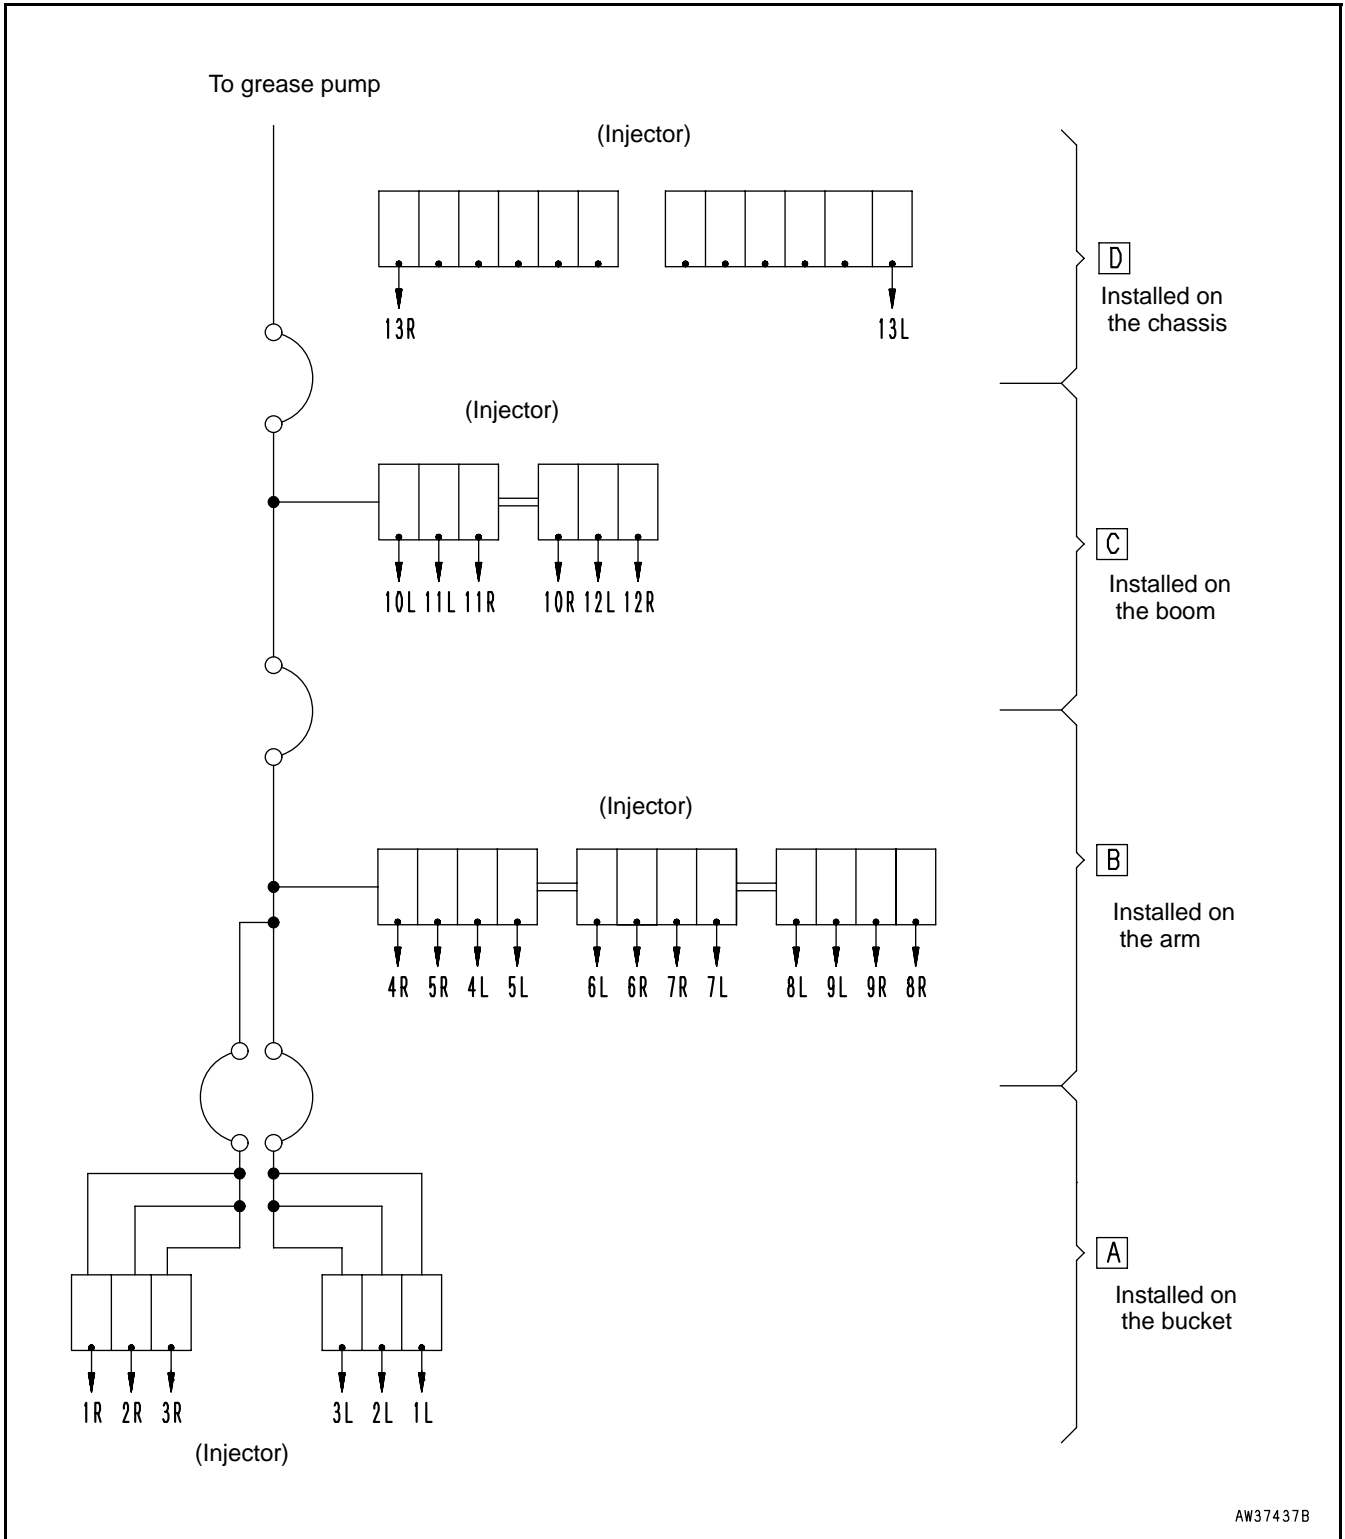 To grease pump
(Injector)
13R 13L
D
Installed on
the chassis
(Injector)
10L 11L 11R 10R 12L 12R
C
Installed on
the boom
(Injector)
4R 5R 4L 5L 6L 6R 7R 7L 8L 9L 9R 8R
B
Installed on
the arm
A
Installed on
the bucket
1R 2R 3R 3L 2L 1L
(Injector)
AW37437B